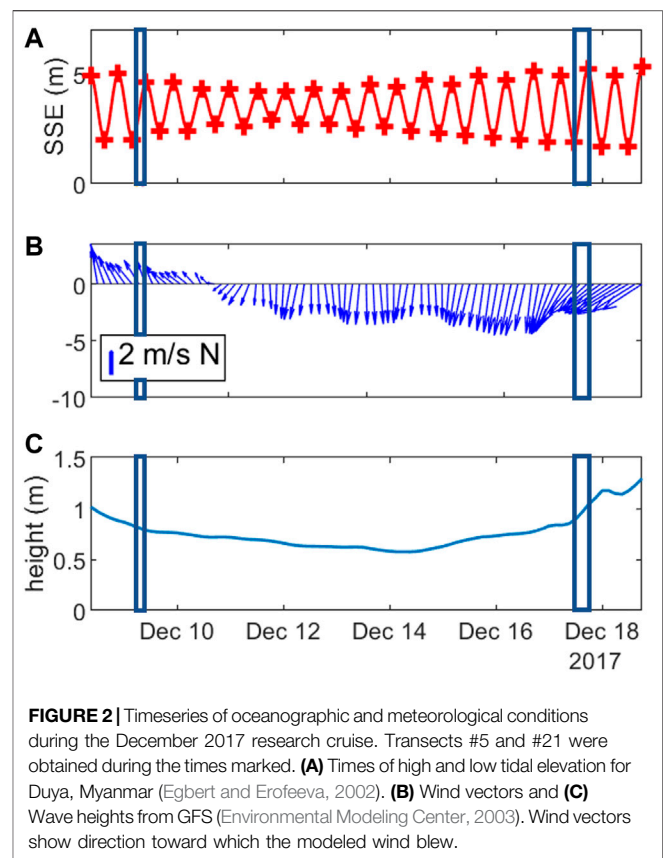 A
SSE (m)
5
0
B
0
2 m/s N
-5
-10
C
height (m)
1.5
1
0.5
0
Dec 10 Dec 12 Dec 14 Dec 16 Dec 18
2017
FIGURE 2 | Timeseries of oceanographic and meteorological conditions
during the December 2017 research cruise. Transects #5 and #21 were
obtained during the times marked. (A) Times of high and low tidal elevation for
Duya, Myanmar (Egbert and Erofeeva, 2002). (B) Wind vectors and (C)
Wave heights from GFS (Environmental Modeling Center, 2003). Wind vectors
show direction toward which the modeled wind blew.